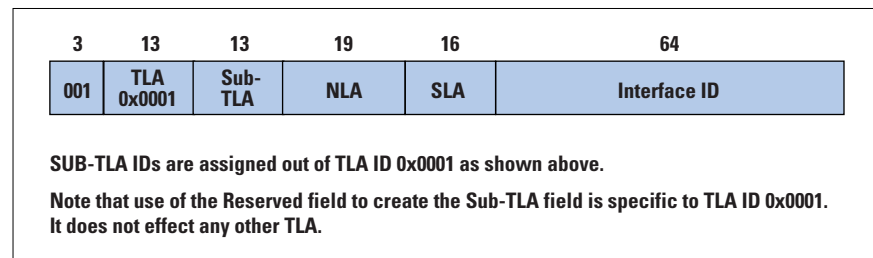 3 13 13 19 16 64
001 TLA 0x0001 Sub-TLA NLA SLA Interface ID
SUB-TLA IDs are assigned out of TLA ID 0x0001 as shown above.
Note that use of the Reserved field to create the Sub-TLA field is specific to TLA ID 0x0001.
It does not effect any other TLA.